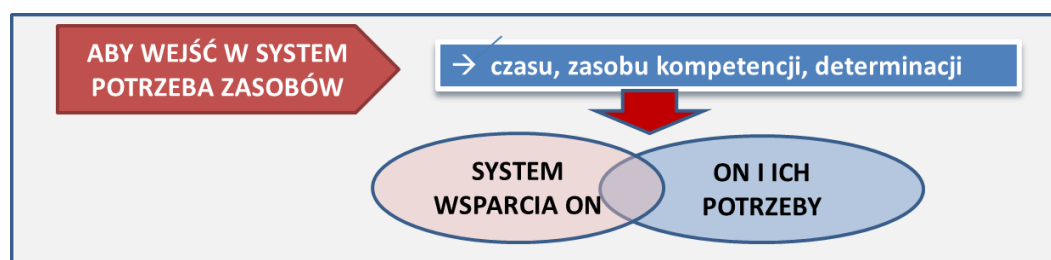 ABY WEJŚĆ W SYSTEM
POTRZEBA ZASOBÓW
→ czasu, zasobu kompetencji, determinacji
SYSTEM
WSPARCIA ON
ON I ICH
POTRZEBY